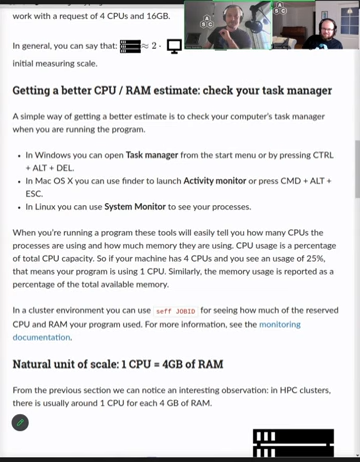 work with a request of 4 CPUs and 16GB.
In general, you can say that: ≈ 2 ·
initial measuring scale.
Getting a better CPU / RAM estimate: check your task manager
A simple way of getting a better estimate is to check your computer's task manager
when you are running the program.
• In Windows you can open Task manager from the start menu or by pressing CTRL
+ ALT + DEL.
• In Mac OS X you can use finder to launch Activity monitor or press CMD + ALT +
ESC.
• In Linux you can use System Monitor to see your processes.
When you're running a program these tools will easily tell you how many CPUs the
processes are using and how much memory they are using. CPU usage is a percentage
of total CPU capacity. So if your machine has 4 CPUs and you see an usage of 25%,
that means your program is using 1 CPU. Similarly, the memory usage is reported as a
percentage of the total available memory.
In a cluster environment you can use seff JOBID for seeing how much of the reserved
CPU and RAM your program used. For more information, see the monitoring
documentation.
Natural unit of scale: 1 CPU = 4GB of RAM
From the previous section we can notice an interesting observation: in HPC clusters,
there is usually around 1 CPU for each 4 GB of RAM.